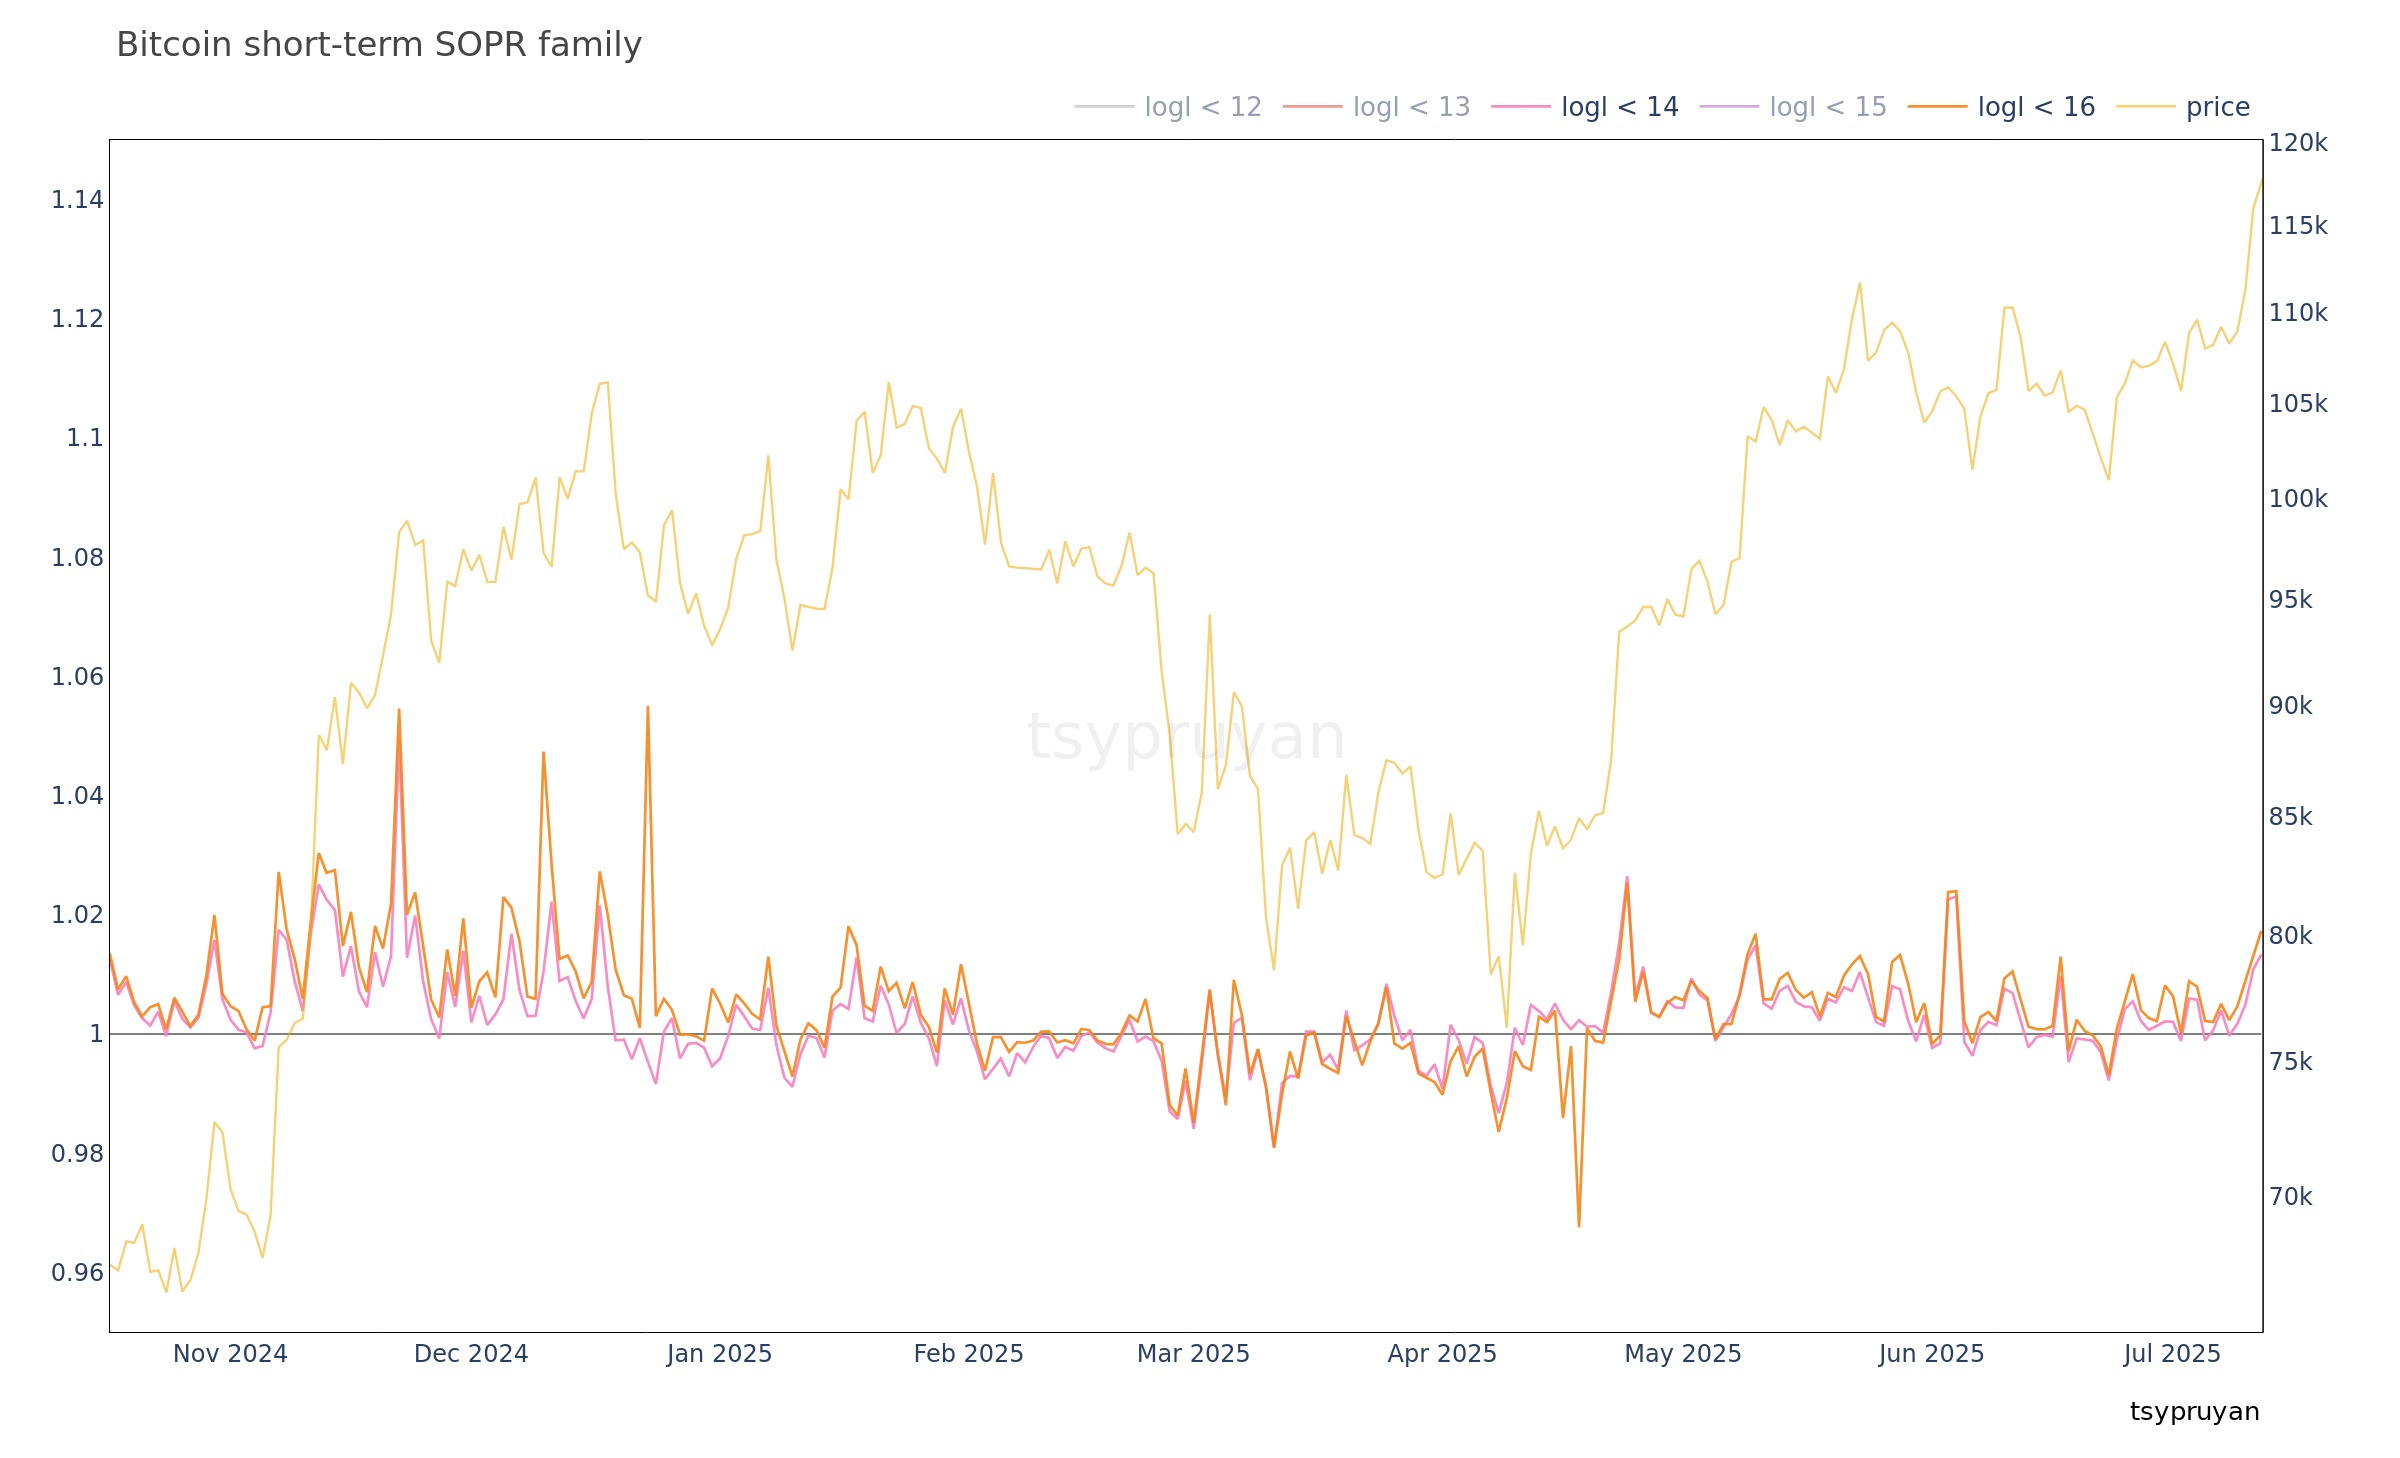 Bitcoin short-term SOPR family
logl < 12 logl < 13 logl < 14 logl < 15 logl < 16 price
1.14
1.12
1.1
1.08
1.06
1.04
1.02
1
0.98
0.96
120k
115k
110k
105k
100k
95k
90k
85k
80k
75k
70k
tsypruyan
Nov 2024 Dec 2024 Jan 2025 Feb 2025 Mar 2025 Apr 2025 May 2025 Jun 2025 Jul 2025
tsypruyan